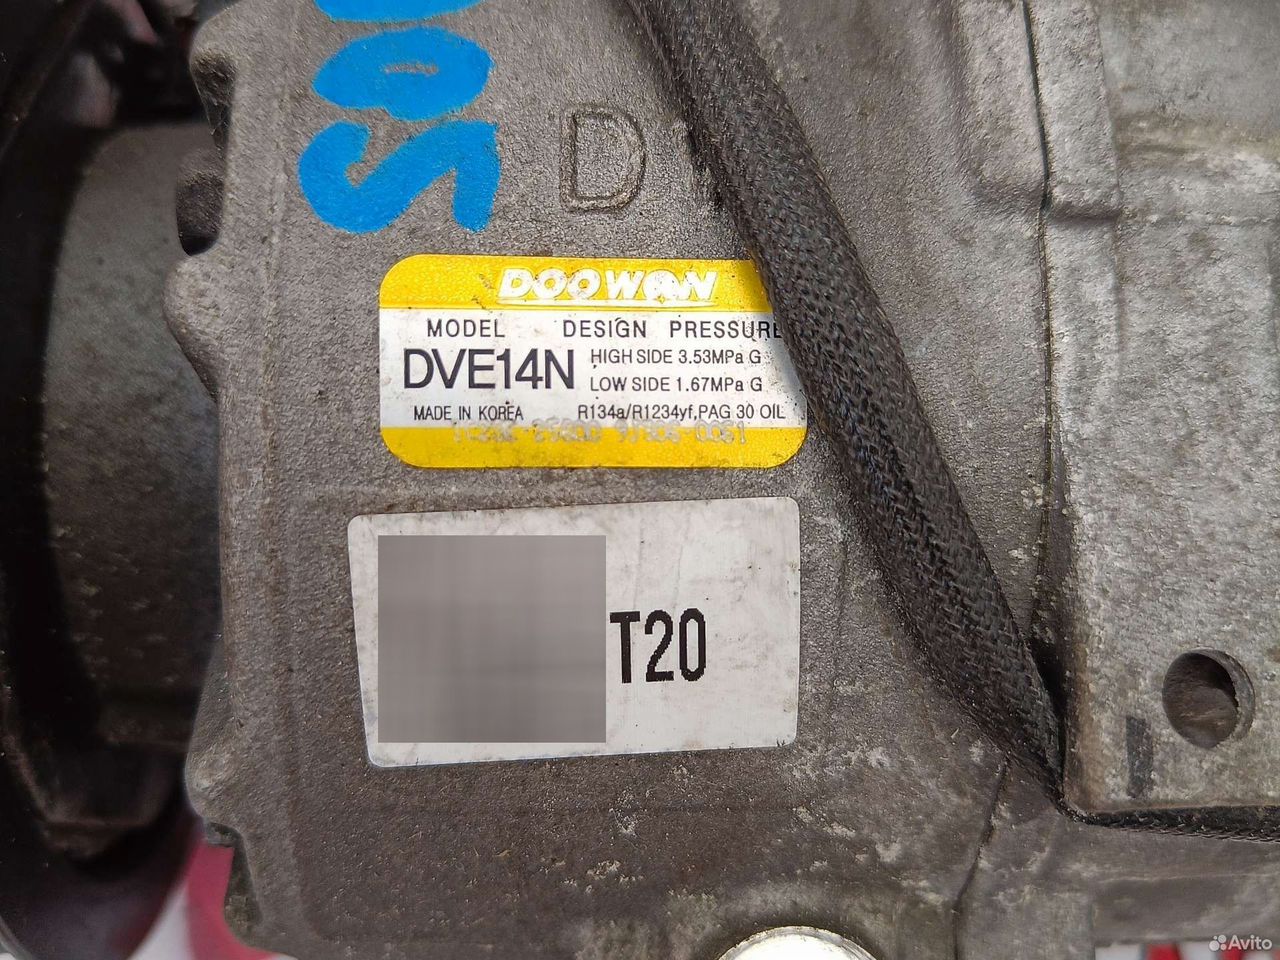 D
DOOWON
MODEL DESIGN PRESSURE
DVE14N HIGH SIDE 3.53MPa G
LOW SIDE 1.67MPa G
MADE IN KOREA R134a/R1234yf,PAG 30 OIL
T20
Avito